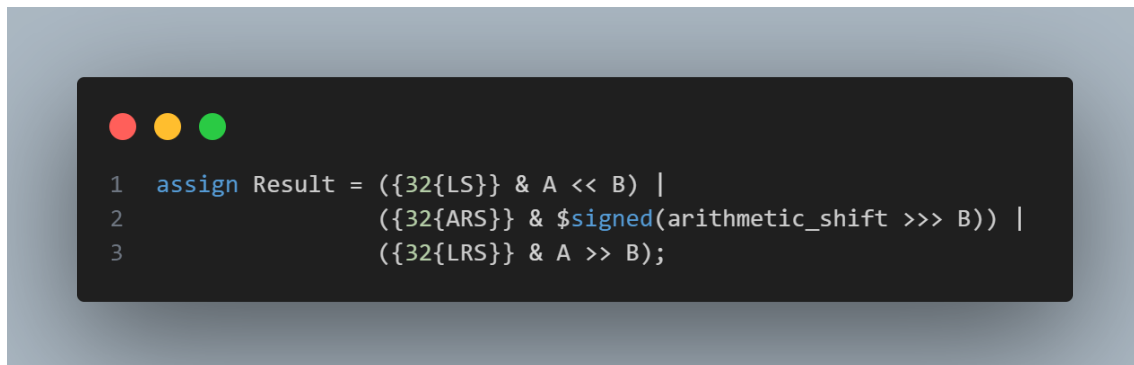 1 assign Result = ({32{LS}} & A << B) |
2 ({32{ARS}} & $signed(arithmetic_shift >>> B)) |
3 ({32{LRS}} & A >> B);